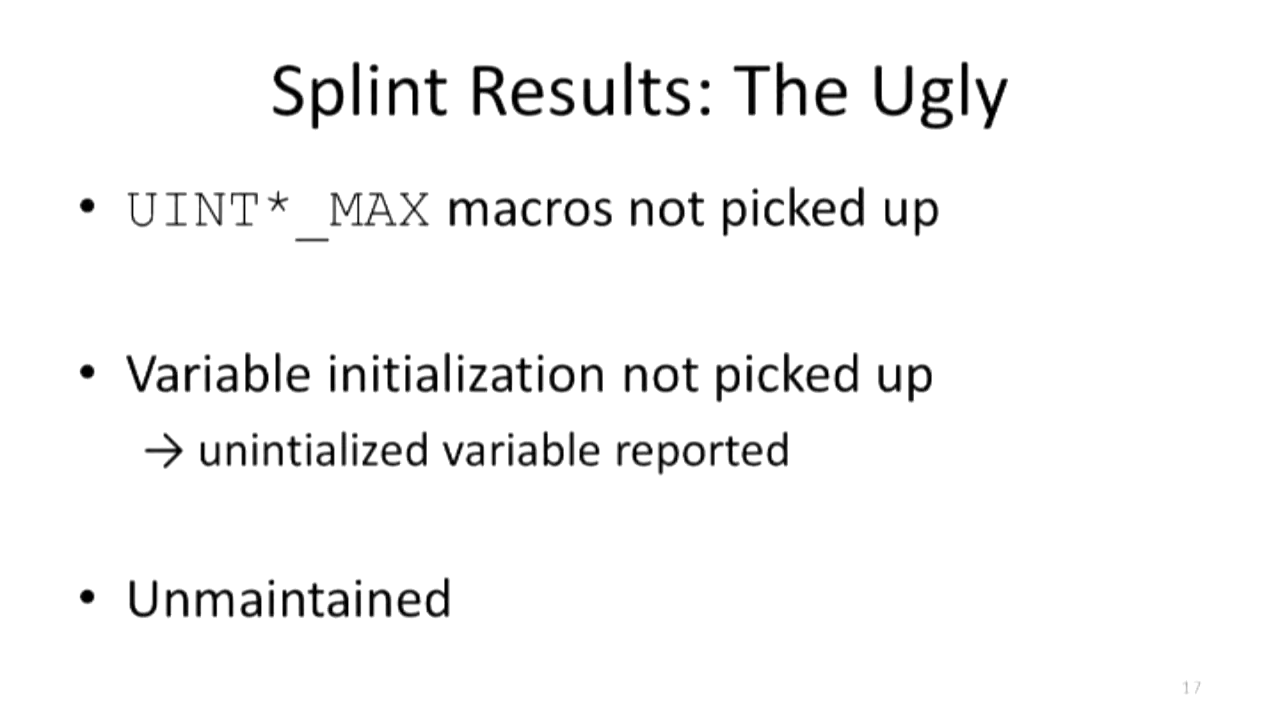 Splint Results: The Ugly
• UINT*_MAX macros not picked up
• Variable initialization not picked up
→ unintialized variable reported
• Unmaintained
17